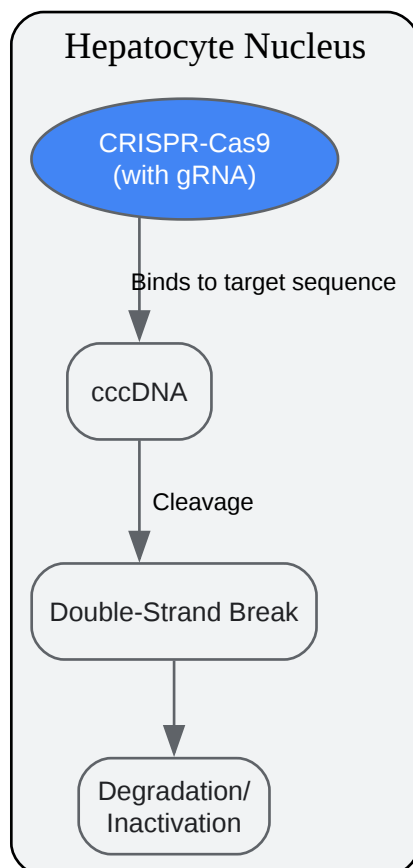 Hepatocyte Nucleus
CRISPR-Cas9
(with gRNA)
Binds to target sequence
cccDNA
Cleavage
Double-Strand Break
Degradation/
Inactivation